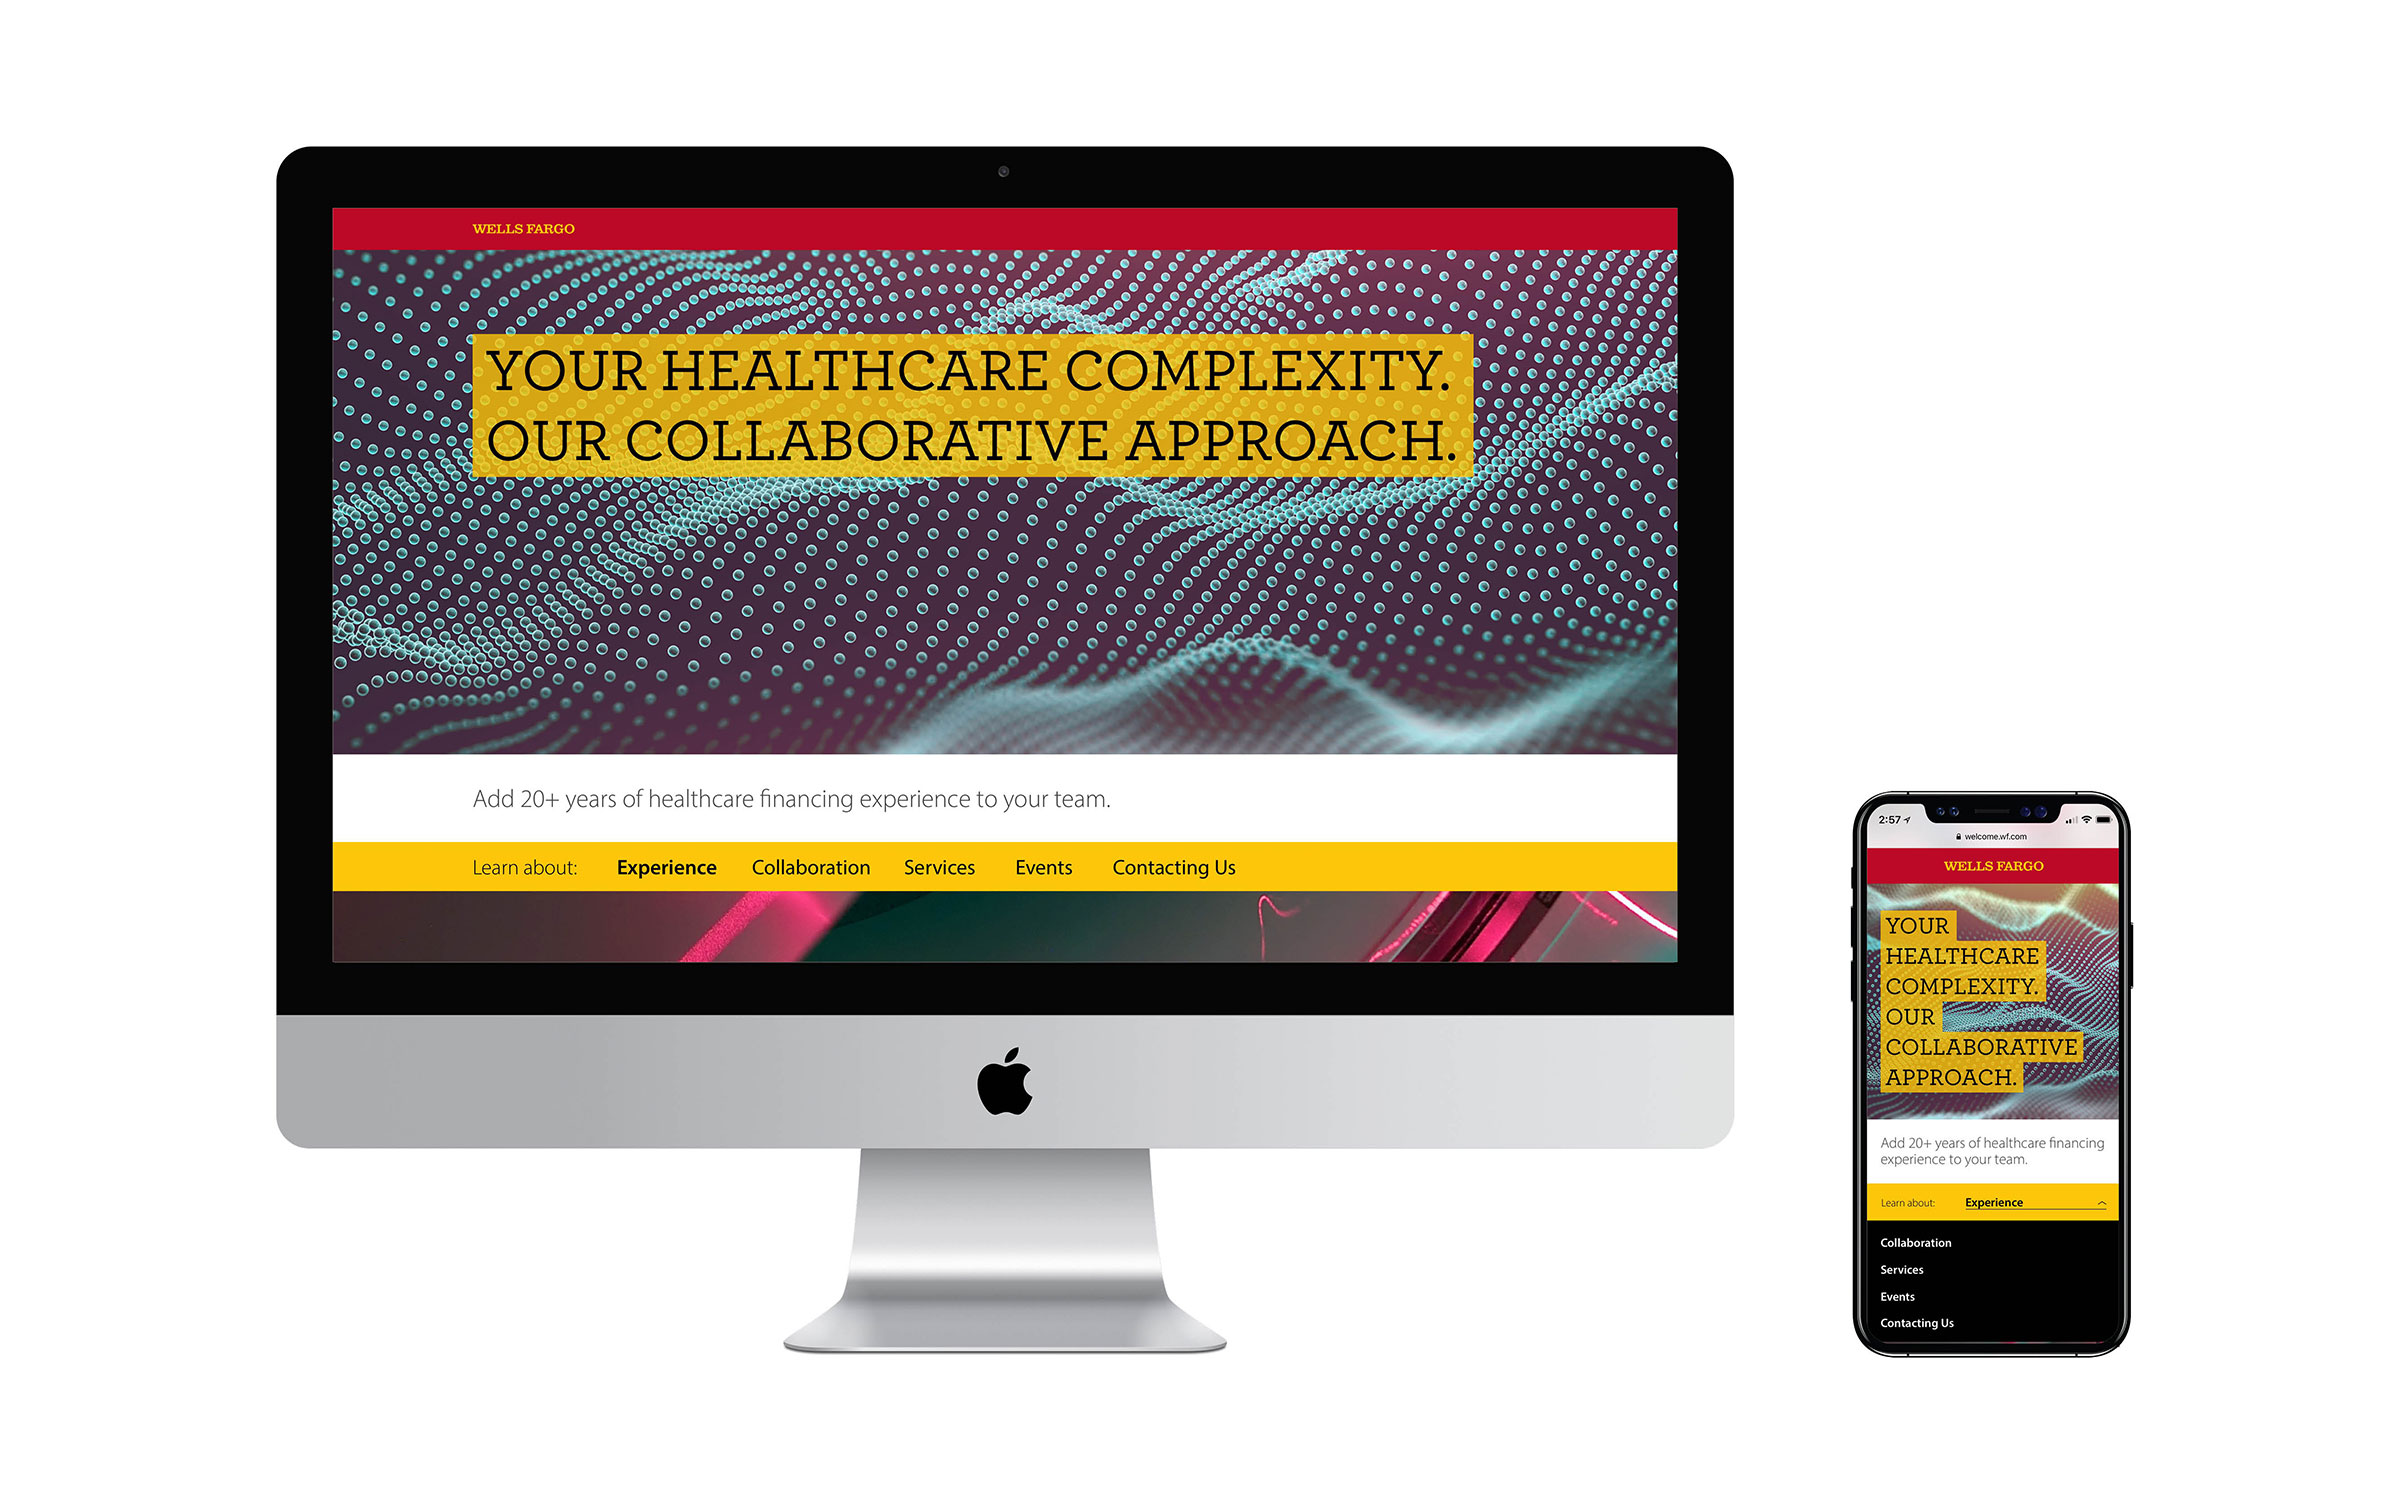 WELLS FARGO
YOUR HEALTHCARE COMPLEXITY.
OUR COLLABORATIVE APPROACH.
Add 20+ years of healthcare financing experience to your team.
Learn about: Experience Collaboration Services Events Contacting Us
2:57
welcome.wf.com
WELLS FARGO
YOUR
HEALTHCARE
COMPLEXITY.
OUR
COLLABORATIVE
APPROACH.
Add 20+ years of healthcare financing
experience to your team.
Learn about: Experience
Collaboration
Services
Events
Contacting Us